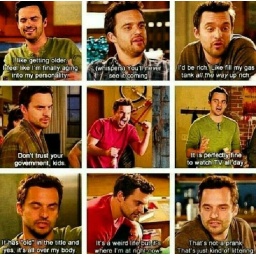 I like getting older
I feel like I'm finally aging
into my personality
(whispers) You'll never
see it coming
I'd be rich. Like fill my gas
tank all the way up rich
Don't trust your
government, kids.
It is perfectly fine
to watch TV all day
It has "old" in the title and
yes, it's all over my body
It's a weird life but it's
where I'm at right now
That's not a prank
That's just kind of littering